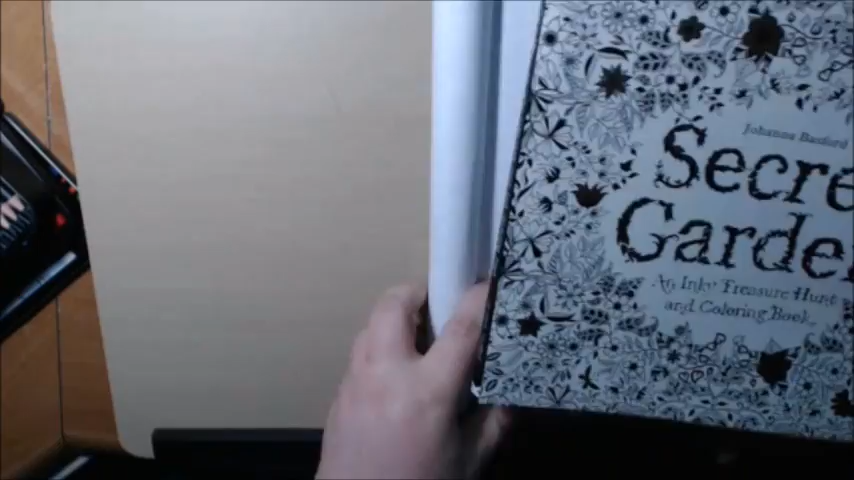 Johanna Basford
Secre
Garde
An Inky Treasure Hunt
and Coloring Book